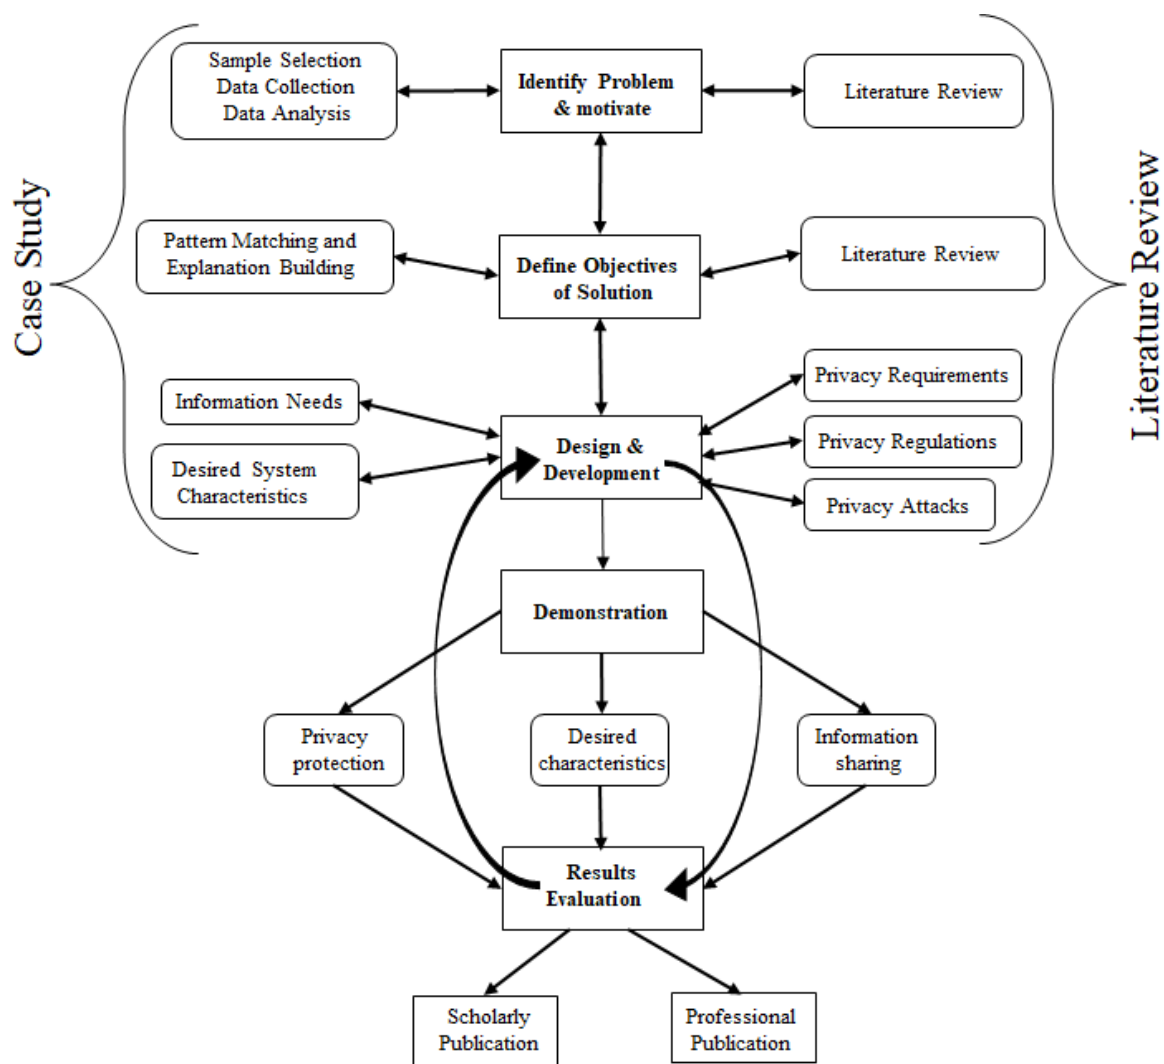 Case Study
Sample Selection
Data Collection
Data Analysis
Identify Problem
& motivate
Literature Review
Pattern Matching and
Explanation Building
Define Objectives
of Solution
Literature Review
Literature Review
Information Needs
Desired System
Characteristics
Design &
Development
Privacy Requirements
Privacy Regulations
Privacy Attacks
Demonstration
Privacy
protection
Desired
characteristics
Information
sharing
Results
Evaluation
Scholarly
Publication
Professional
Publication